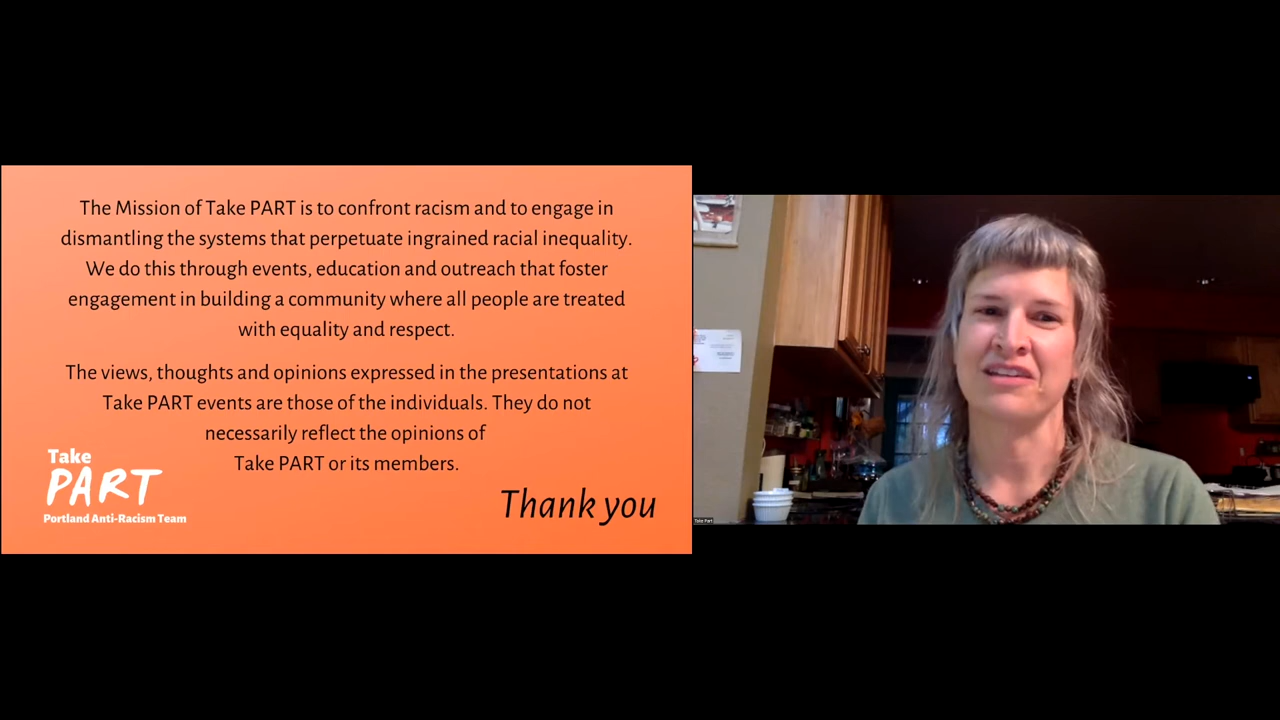 The Mission of Take PART is to confront racism and to engage in
dismantling the systems that perpetuate ingrained racial inequality.
We do this through events, education and outreach that foster
engagement in building a community where all people are treated
with equality and respect.
The views, thoughts and opinions expressed in the presentations at
Take PART events are those of the individuals. They do not
necessarily reflect the opinions of
Take PART or its members.
Take
PART
Portland Anti-Racism Team
Thank you
Take Part